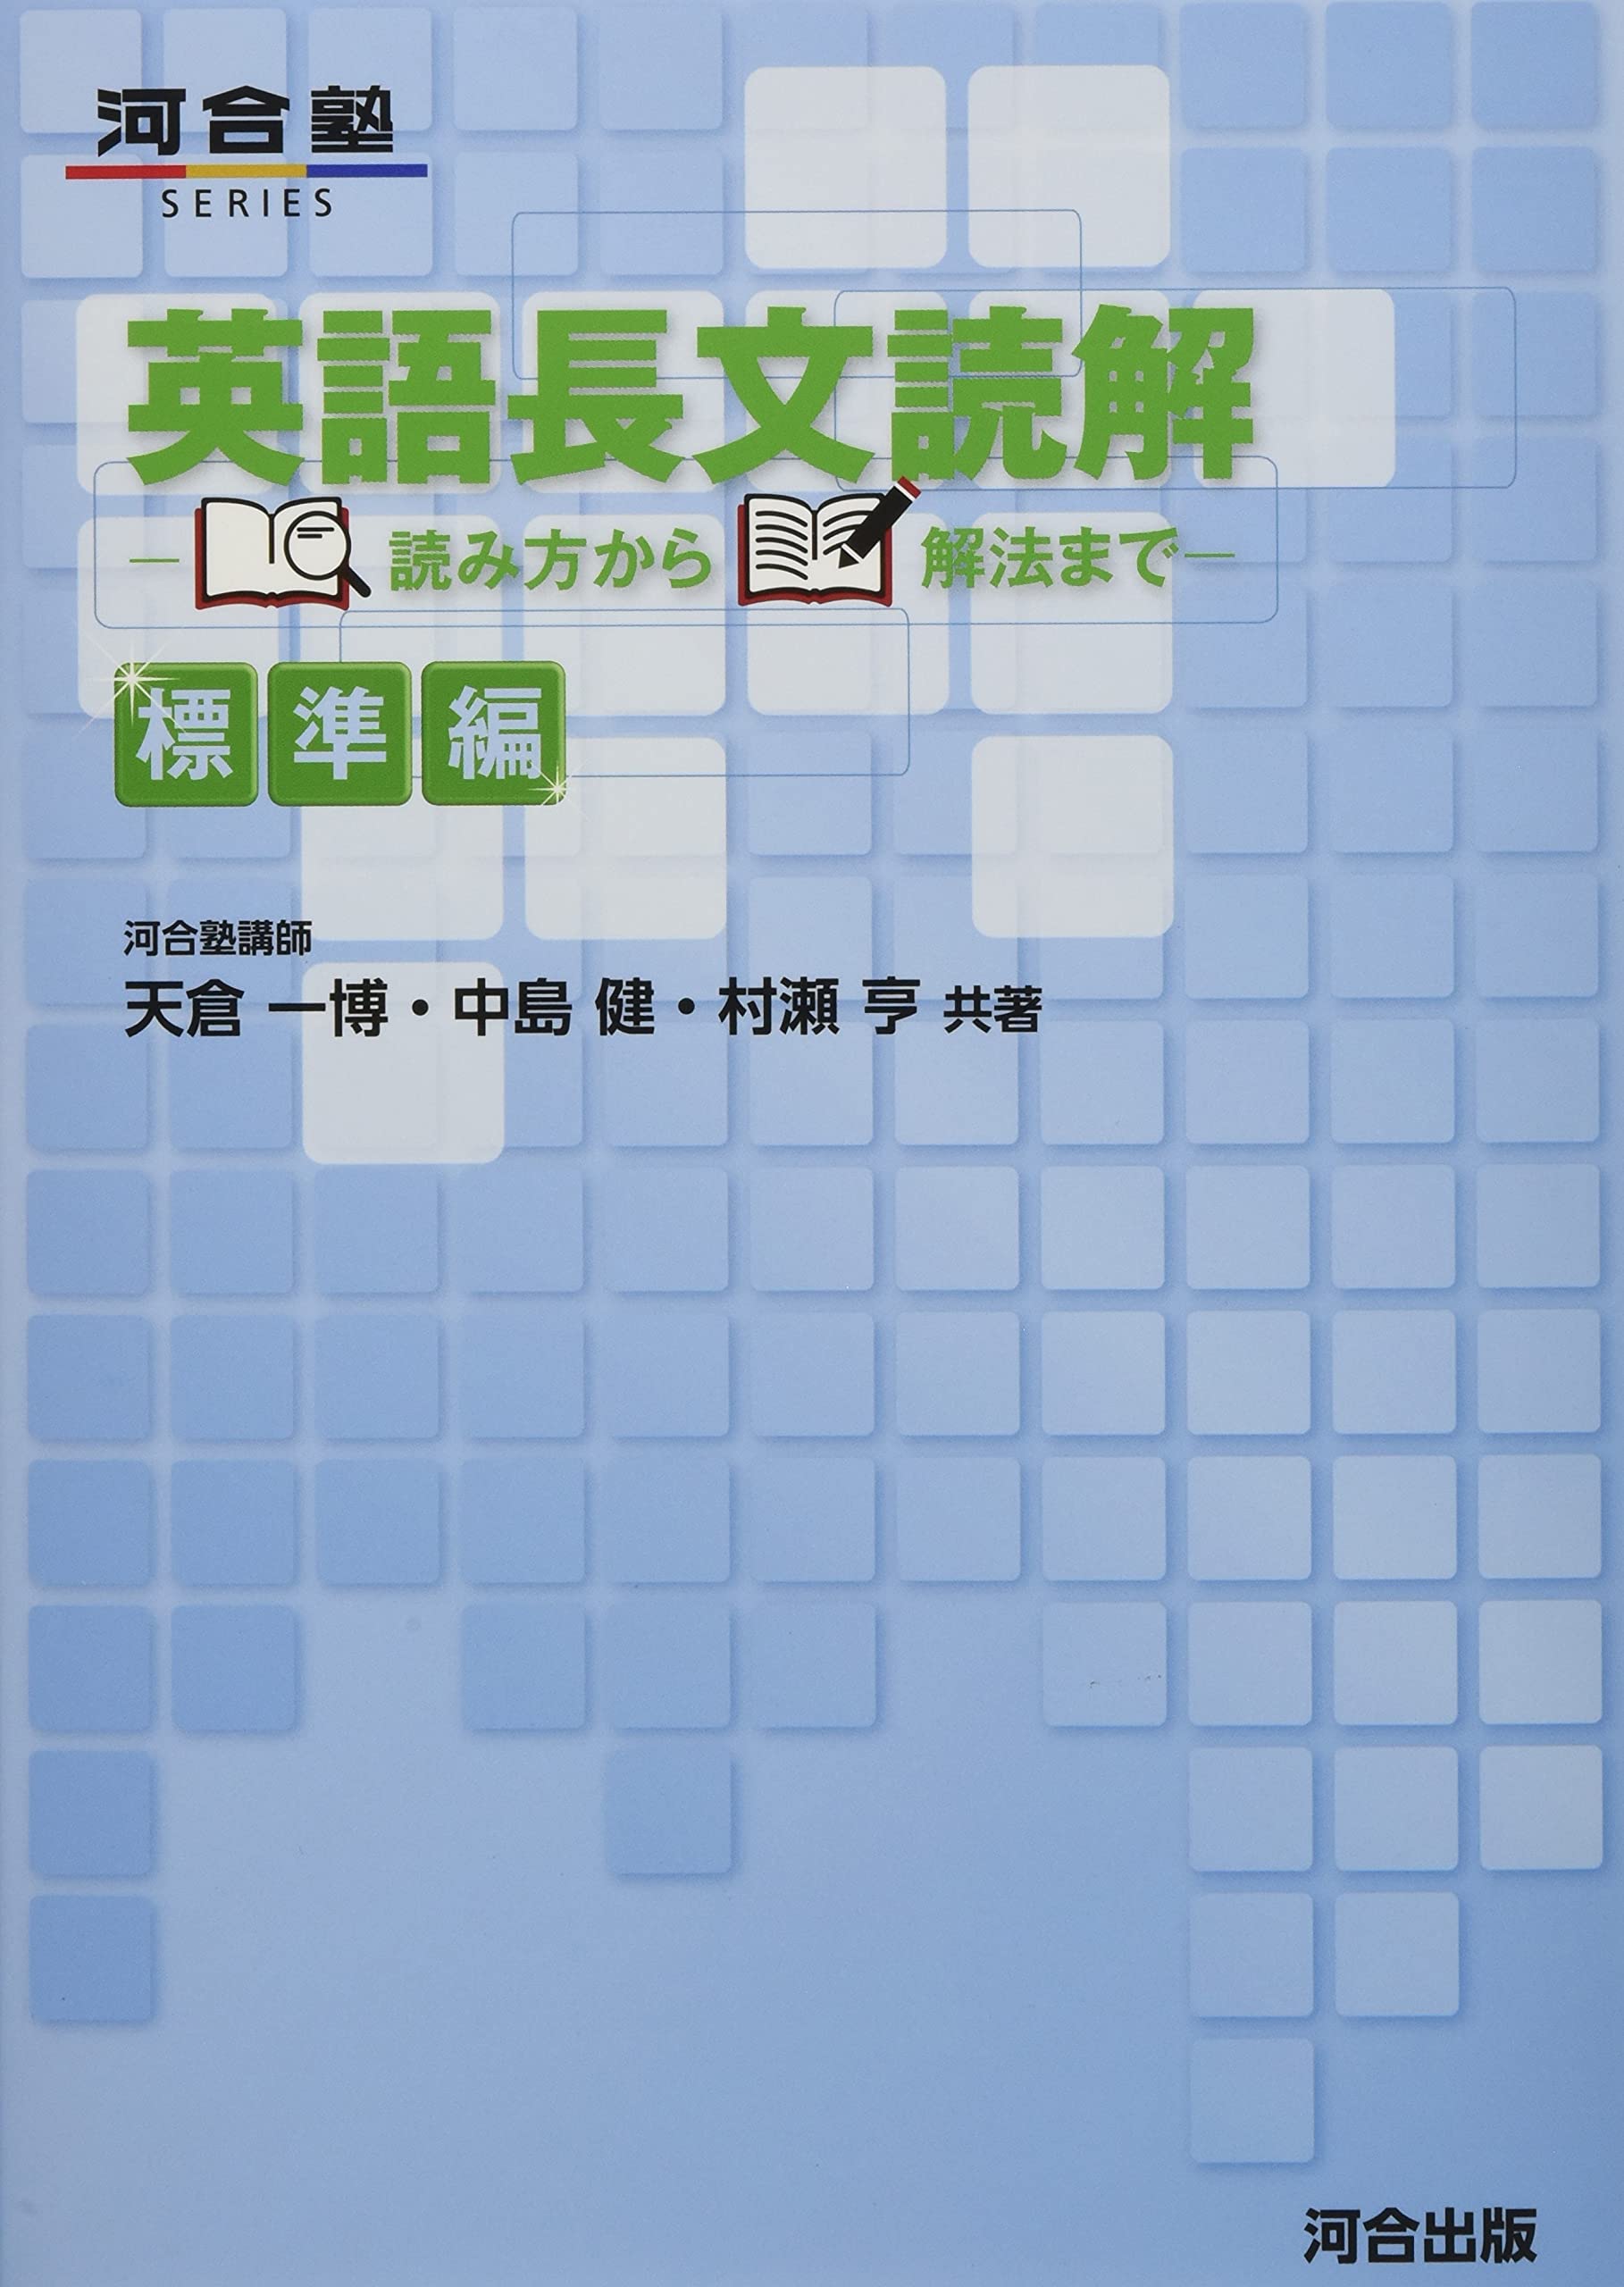 河合塾
SERIES
英語長文読解
―読み方から 解法まで―
標準編
河合塾講師
天倉 一博・中島 健・村瀬 亨 共著
河合出版